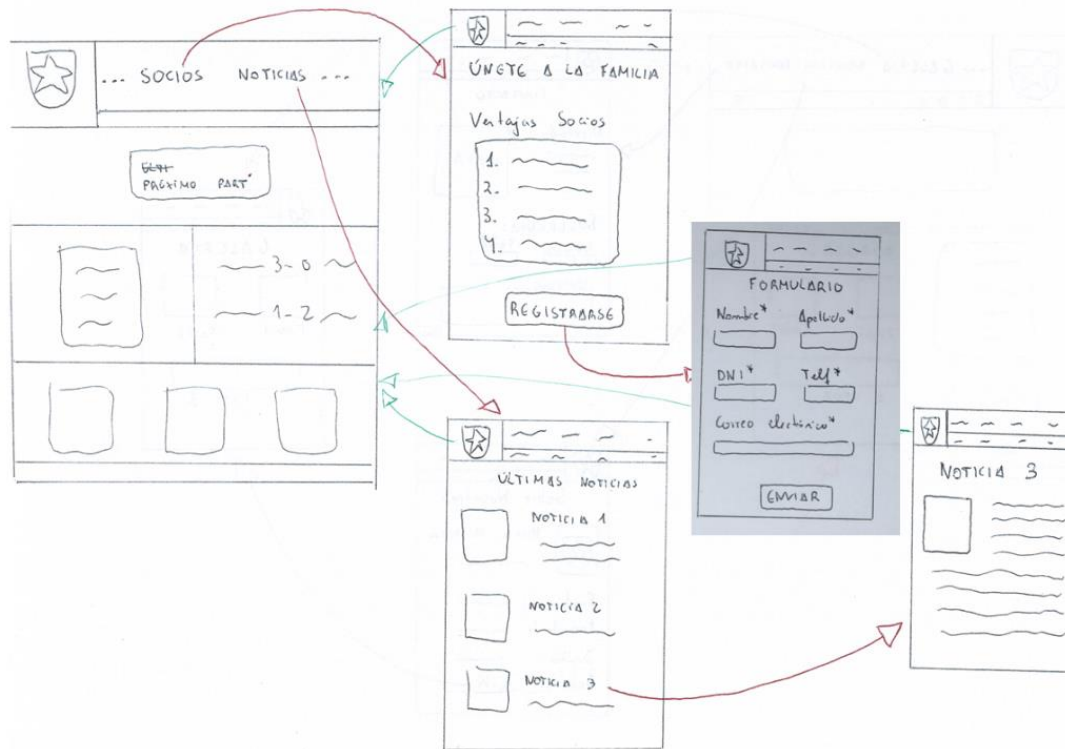 ... SOCIOS NOTICIAS ...
PRÓXIMO PART°
3-0
1-2
ÚNETE A LA FAMILIA
Ventajas Socios
1.
2.
3.
4.
REGISTRARSE
FORMULARIO
Nombre* Apellido*
DNI* Telf*
Correo electrónico*
ENVIAR
ÚLTIMAS NOTICIAS
NOTICIA 1
NOTICIA 2
NOTICIA 3
NOTICIA 3